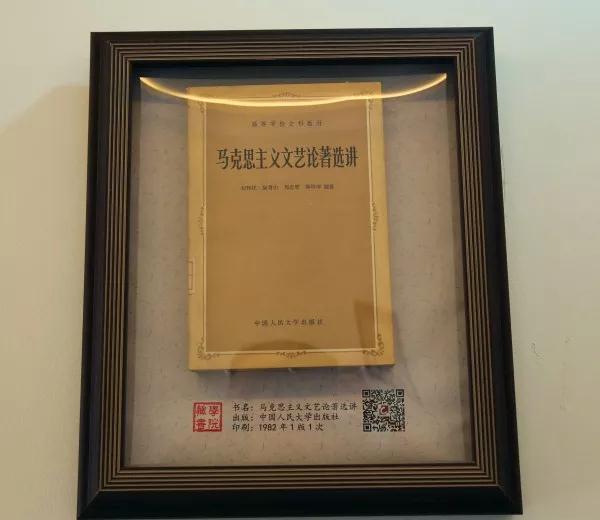 高等学校文科教材
马克思主义文艺论著选讲
中国人民大学出版社
學院
藏書
书名：马克思主义文艺论著选讲
出版：中国人民大学出版社
印刷：1982年1版1次